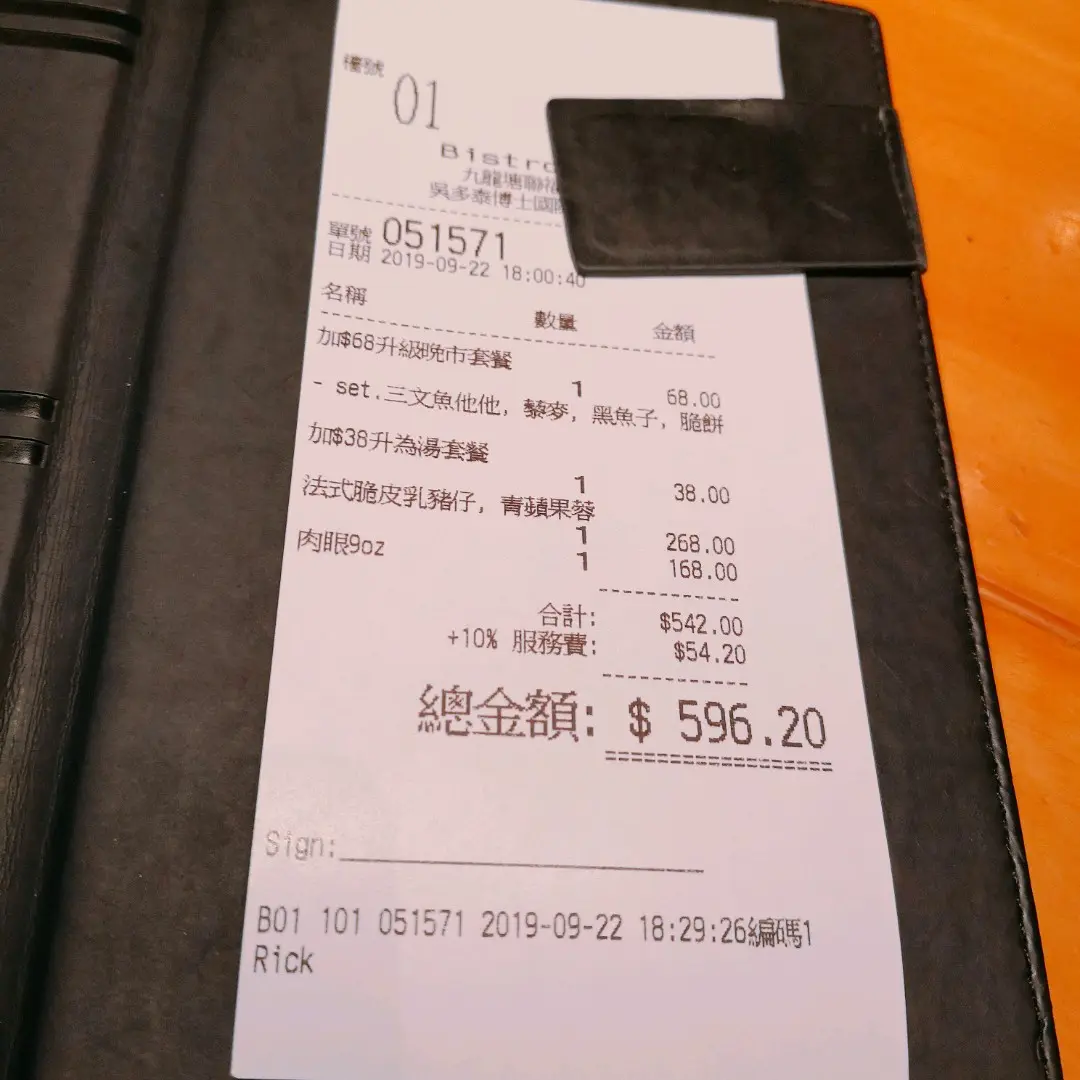 檯號
01
Bistro
九龍塘聯福
吳多泰博士國際
單號 051571
日期 2019-09-22 18:00:40
名稱 數量 金額
加$68升級晚市套餐
1 68.00
- set.三文魚他他, 藜麥, 黑魚子, 脆餅
加$38升為湯套餐
1 38.00
法式脆皮乳豬仔, 青蘋果蓉
1 268.00
肉眼9oz 1 168.00
合計: $542.00
+10% 服務費: $54.20
總金額: $ 596.20
Sign:
B01 101 051571 2019-09-22 18:29:26編碼1
Rick